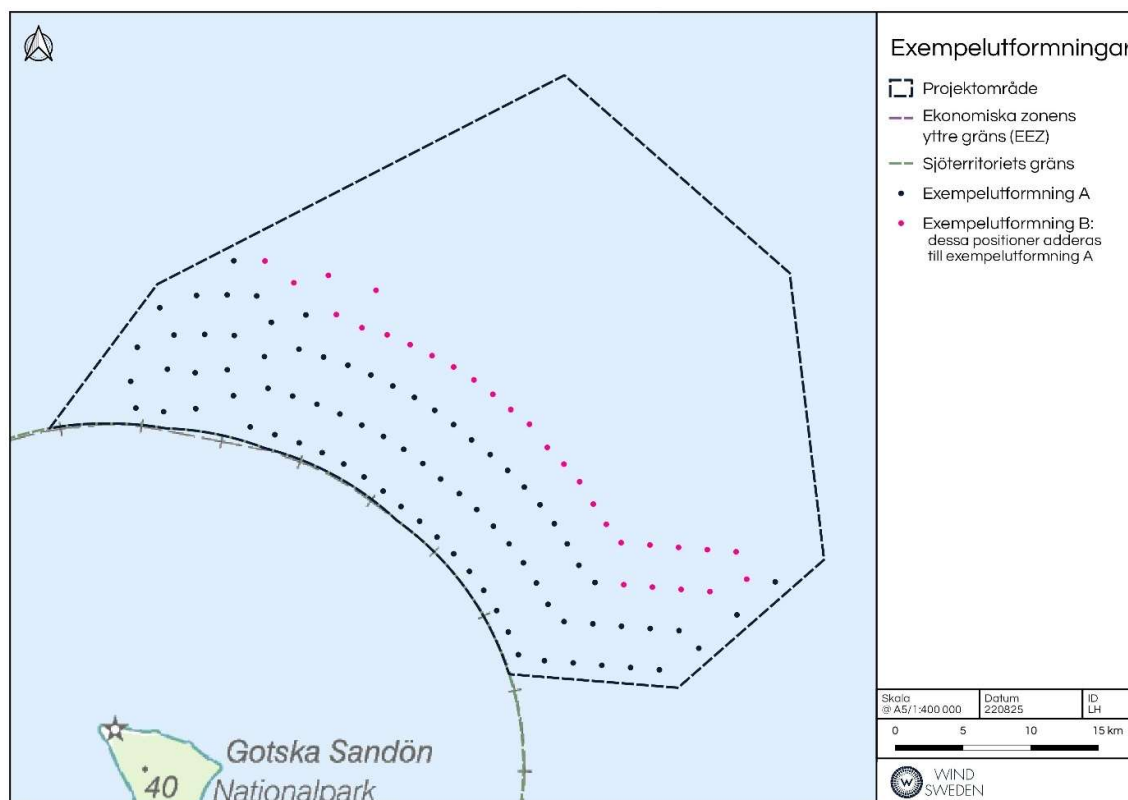 Exempelutformningar
Projektområde
Ekonomiska zonens
yttre gräns (EEZ)
Sjöterritoriets gräns
Exempelutformning A
Exempelutformning B:
dessa positioner adderas
till exempelutformning A
Gotska Sandön
Nationalpark
40
Skala
@ A5/1:400 000
Datum
220825
ID
LH
0 5 10 15 km
W
WIND
SWEDEN